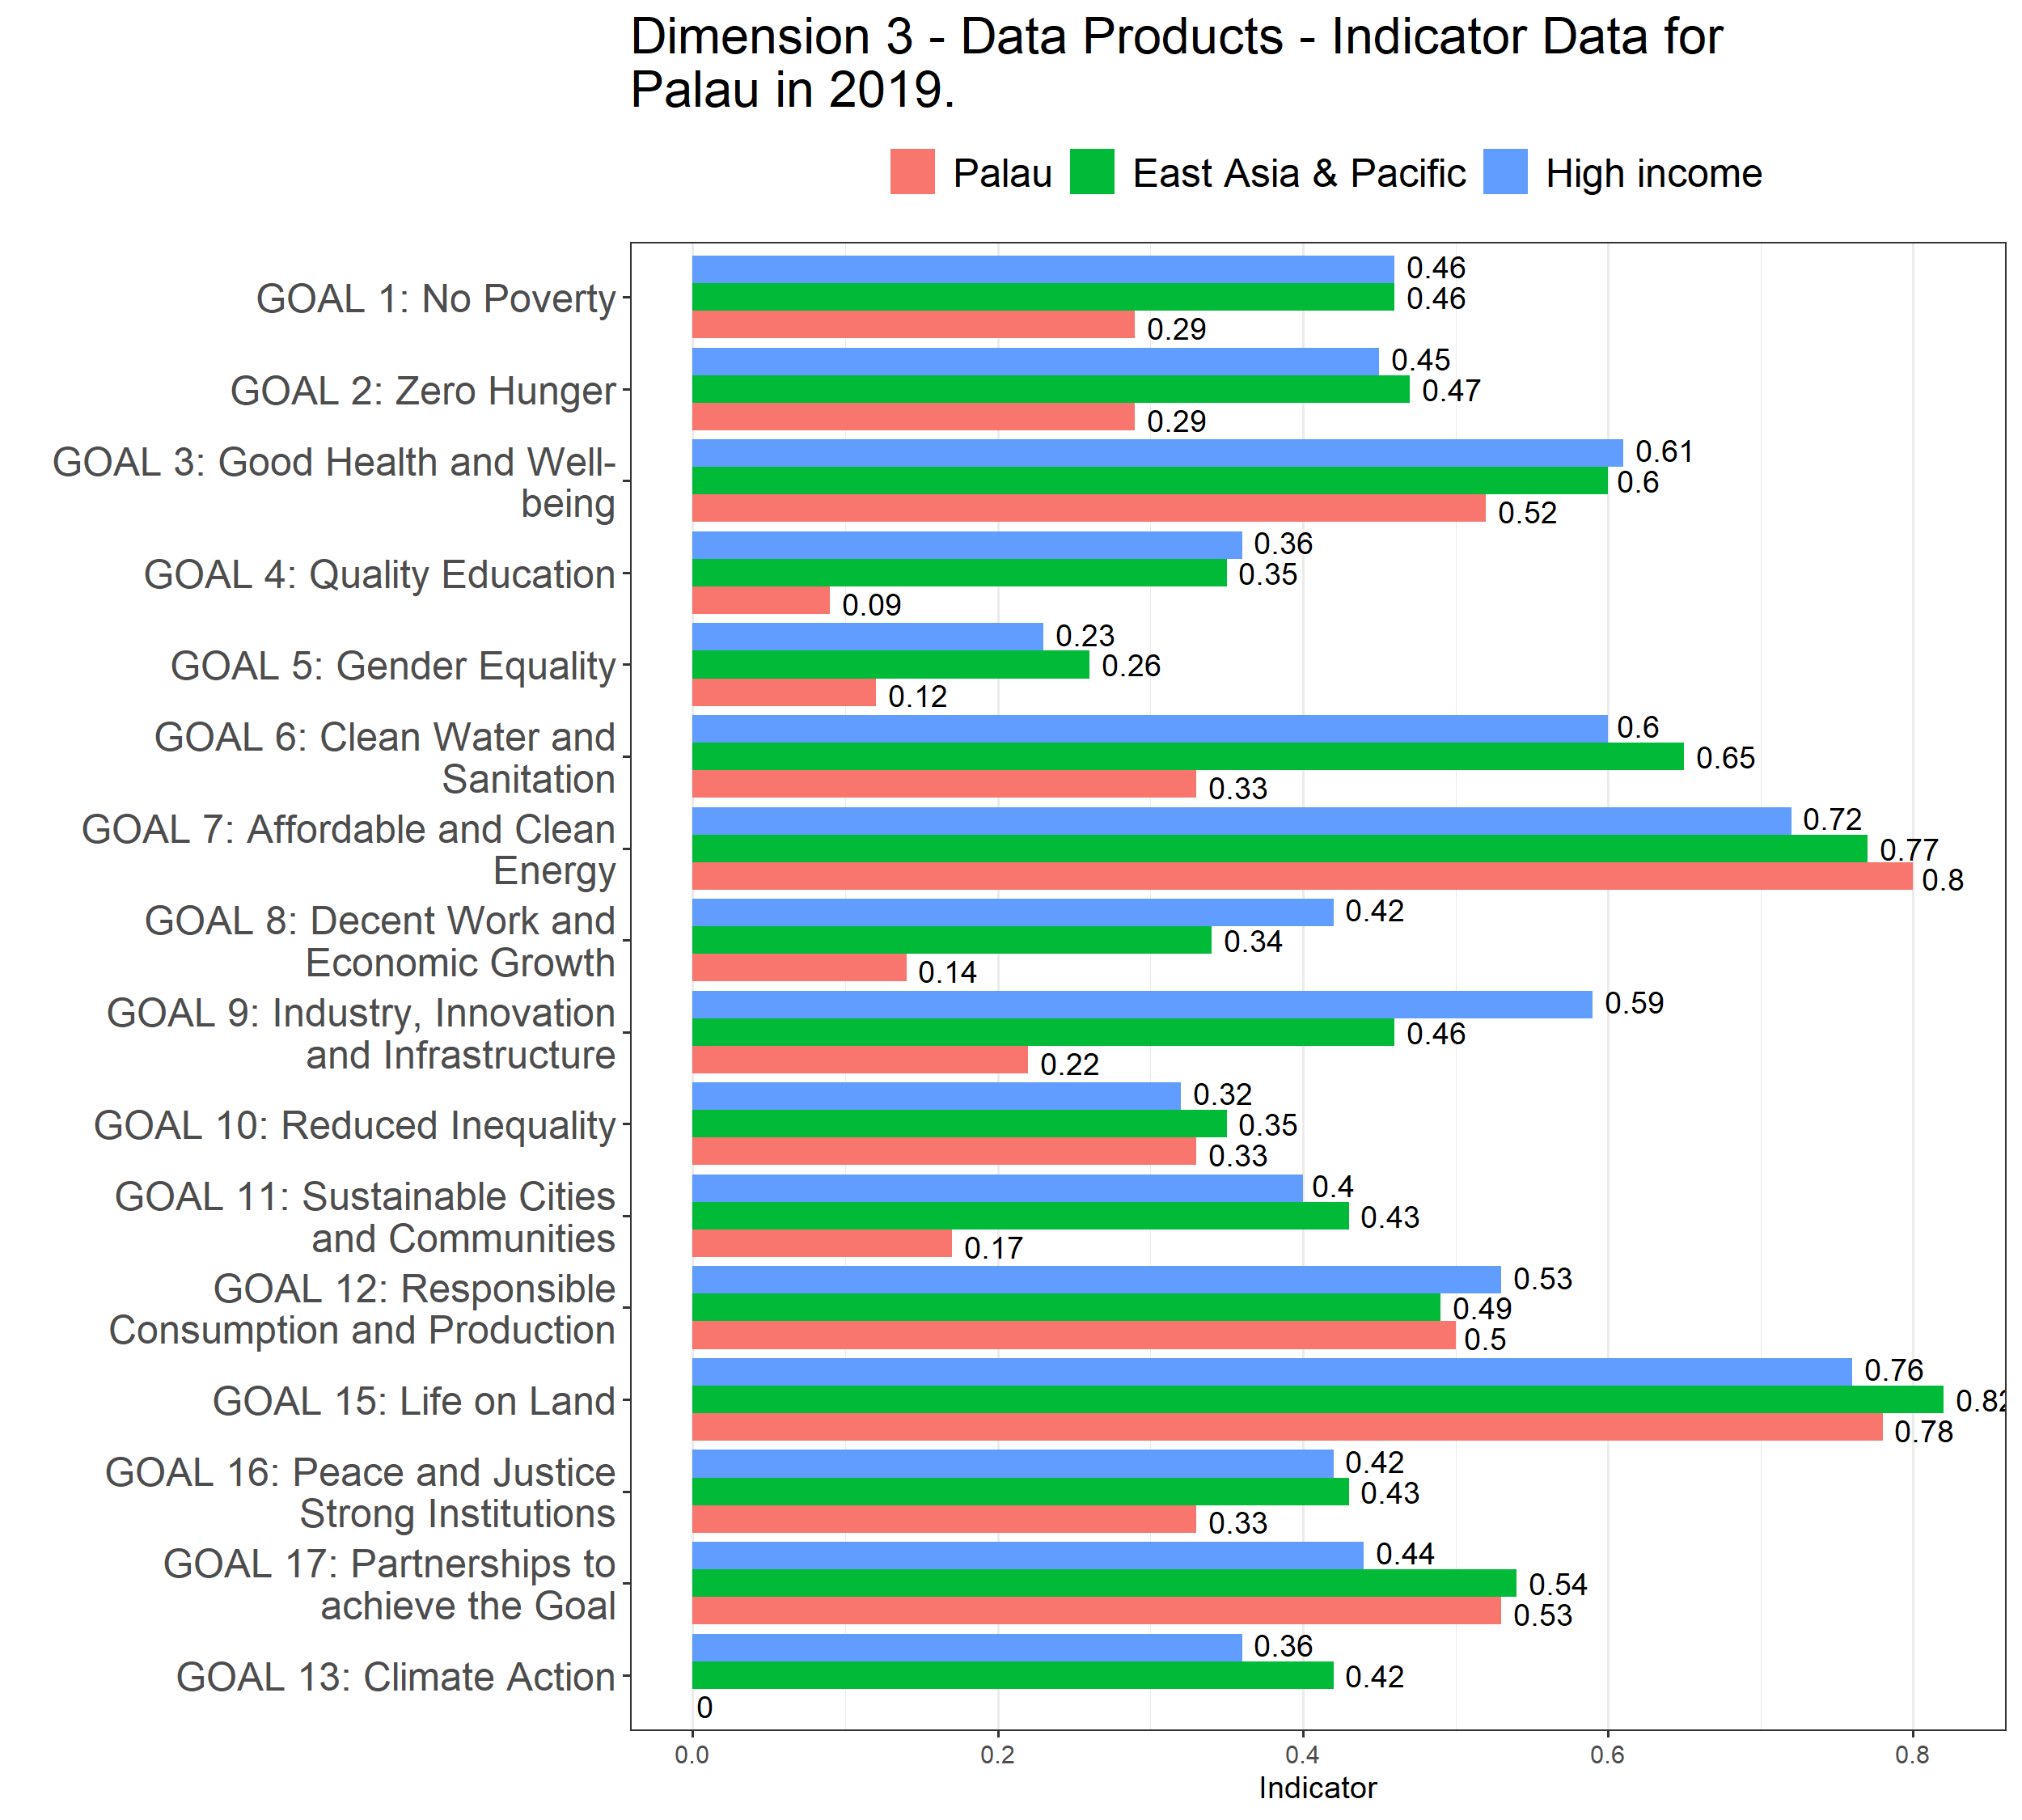 Dimension 3 - Data Products - Indicator Data for
Palau in 2019.
Palau East Asia & Pacific High income
GOAL 1: No Poverty
0.46
0.46
0.29
GOAL 2: Zero Hunger
0.45
0.47
0.29
GOAL 3: Good Health and Well-
being
0.61
0.6
0.52
GOAL 4: Quality Education
0.36
0.35
0.09
GOAL 5: Gender Equality
0.23
0.26
0.12
GOAL 6: Clean Water and
Sanitation
0.6
0.65
0.33
GOAL 7: Affordable and Clean
Energy
0.72
0.77
0.8
GOAL 8: Decent Work and
Economic Growth
0.42
0.34
0.14
GOAL 9: Industry, Innovation
and Infrastructure
0.59
0.46
0.22
GOAL 10: Reduced Inequality
0.32
0.35
0.33
GOAL 11: Sustainable Cities
and Communities
0.4
0.43
0.17
GOAL 12: Responsible
Consumption and Production
0.53
0.49
0.5
GOAL 15: Life on Land
0.76
0.82
0.78
GOAL 16: Peace and Justice
Strong Institutions
0.42
0.43
0.33
GOAL 17: Partnerships to
achieve the Goal
0.44
0.54
0.53
GOAL 13: Climate Action
0.36
0.42
0
0.0 0.2 0.4 0.6 0.8
Indicator